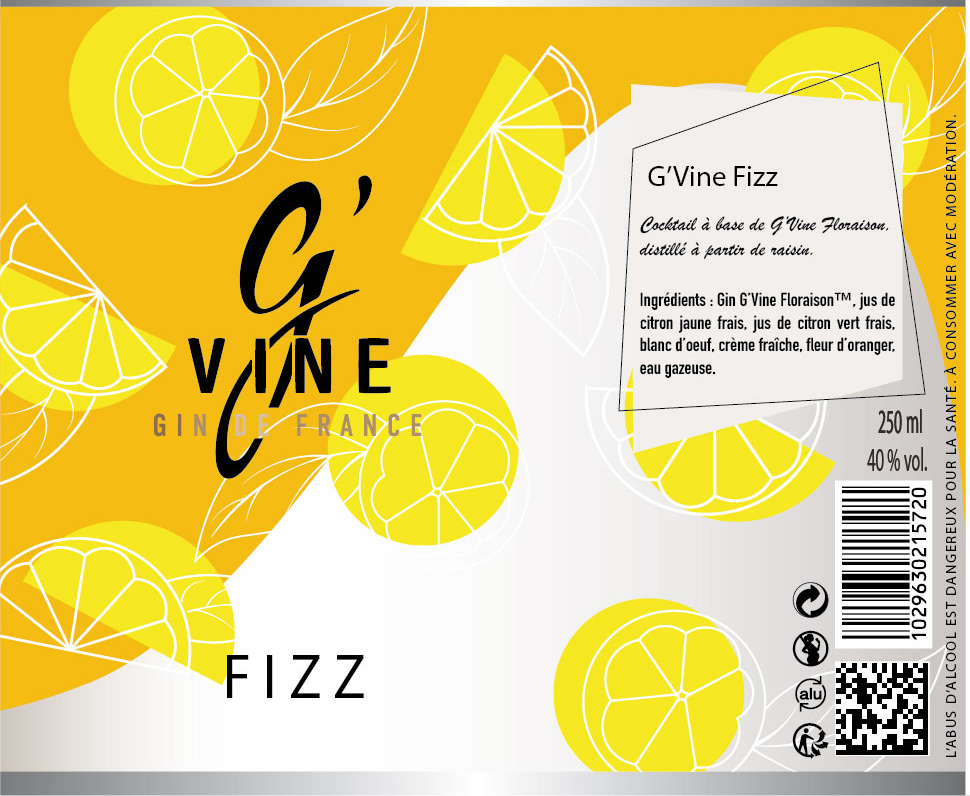 G'
VINE
GIN DE FRANCE
FIZZ
G'Vine Fizz
Cocktail à base de G'Vine Floraison,
distillé à partir de raisin.
Ingrédients : Gin G'Vine Floraison™, jus de
citron jaune frais, jus de citron vert frais,
blanc d'oeuf, crème fraîche, fleur d'oranger,
eau gazeuse.
250 ml
40 % vol.
1029630215720
alu
L'ABUS D'ALCOOL EST DANGEREUX POUR LA SANTÉ. À CONSOMMER AVEC MODÉRATION.